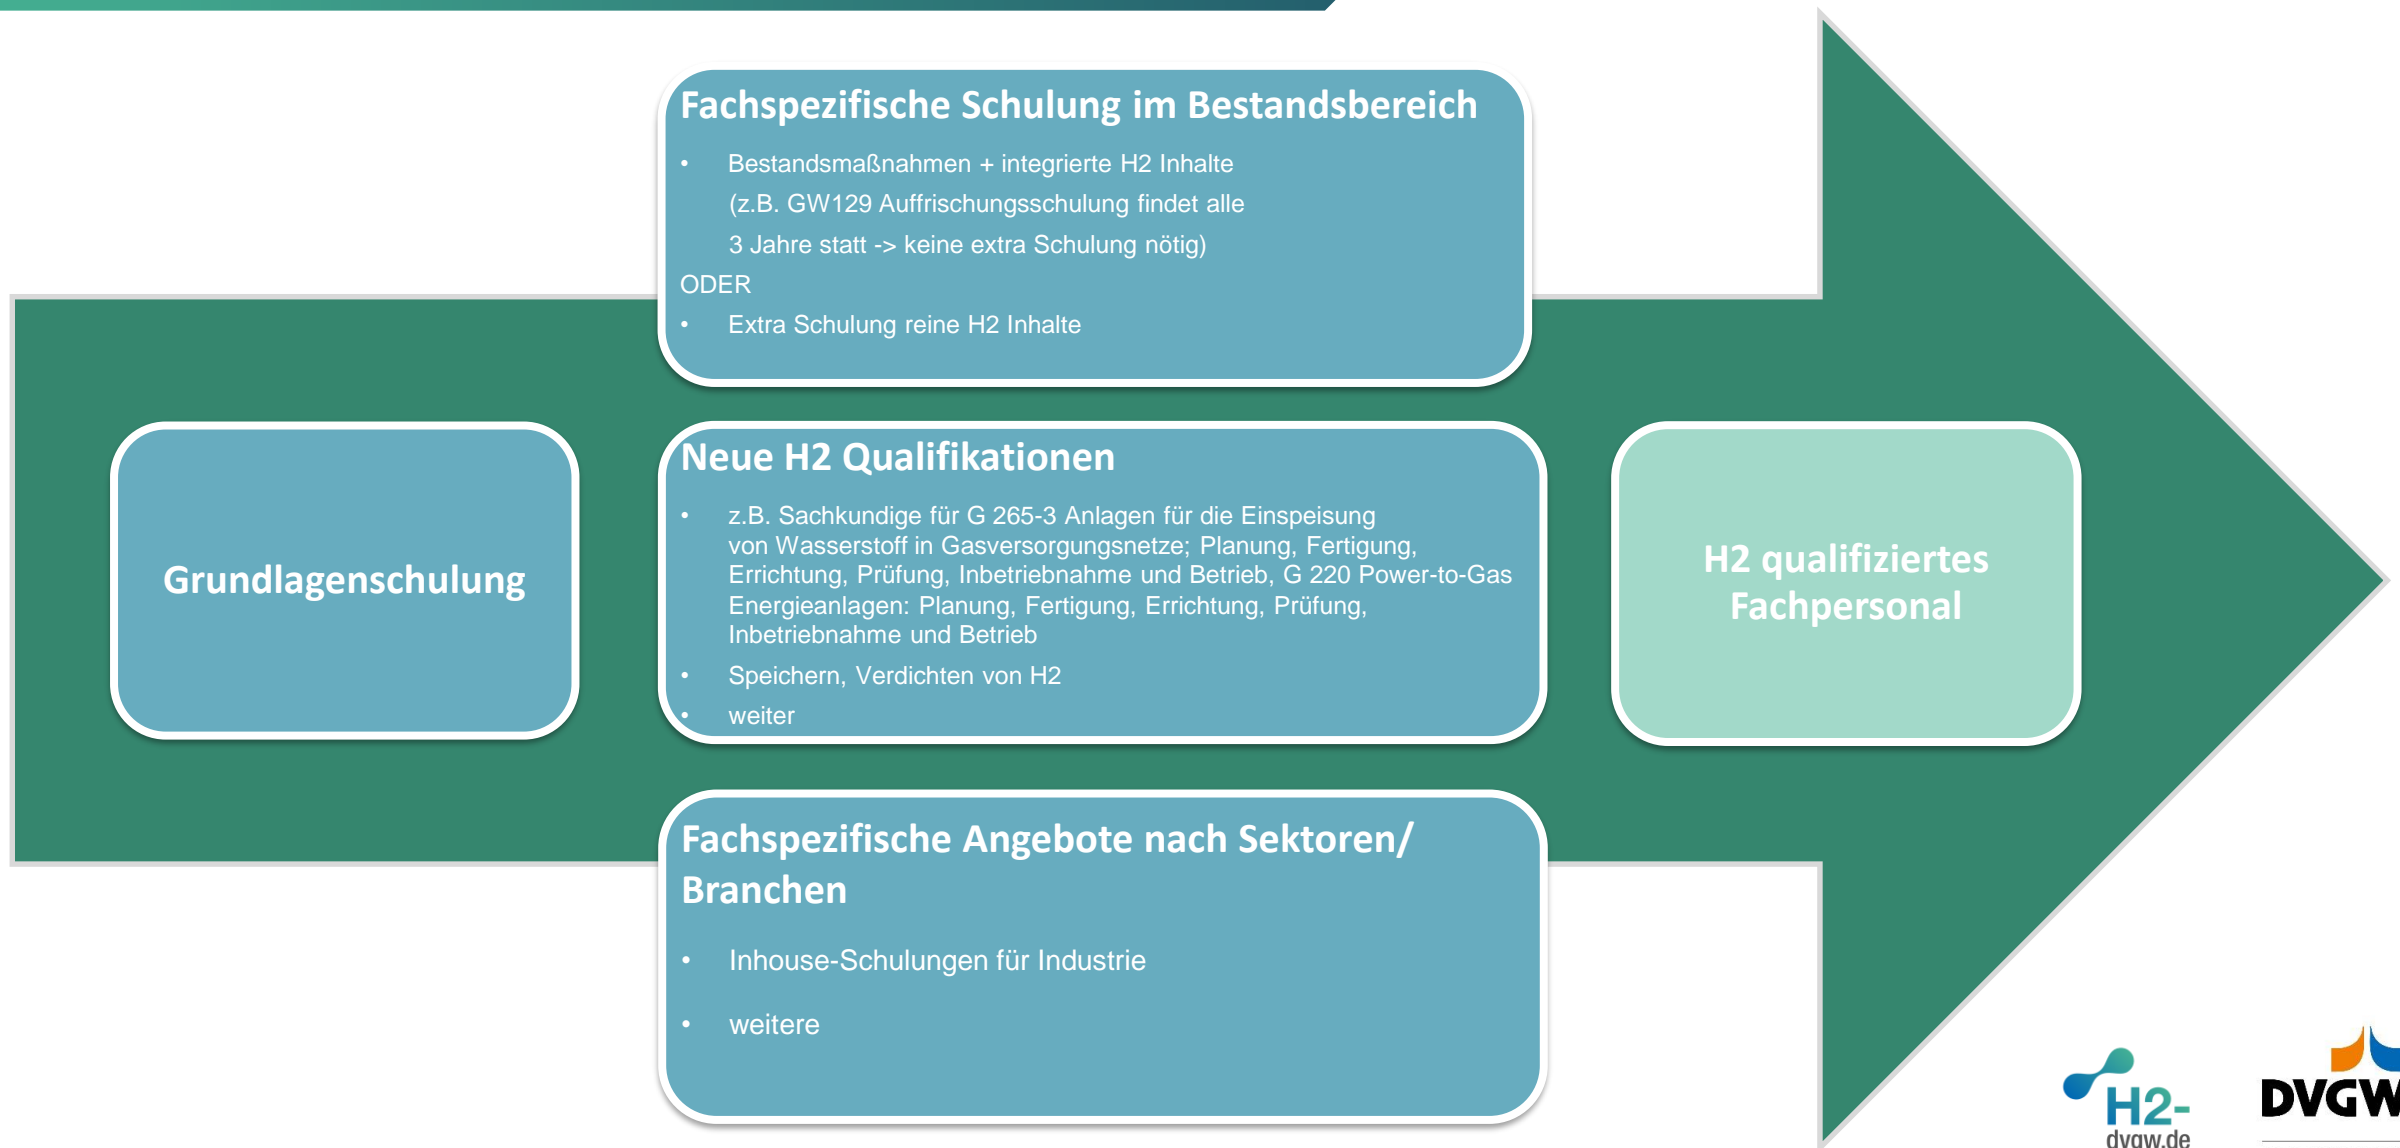 Fachspezifische Schulung im Bestandsbereich
• Bestandsmaßnahmen + integrierte H2 Inhalte
(z.B. GW129 Auffrischungsschulung findet alle
3 Jahre statt -> keine extra Schulung nötig)
ODER
• Extra Schulung reine H2 Inhalte
Grundlagenschulung
Neue H2 Qualifikationen
• z.B. Sachkundige für G 265-3 Anlagen für die Einspeisung
von Wasserstoff in Gasversorgungsnetze; Planung, Fertigung,
Errichtung, Prüfung, Inbetriebnahme und Betrieb, G 220 Power-to-Gas
Energieanlagen: Planung, Fertigung, Errichtung, Prüfung,
Inbetriebnahme und Betrieb
• Speichern, Verdichten von H2
• weiter
H2 qualifiziertes
Fachpersonal
Fachspezifische Angebote nach Sektoren/
Branchen
• Inhouse-Schulungen für Industrie
• weitere
H2-
dvgw.de
DVGW